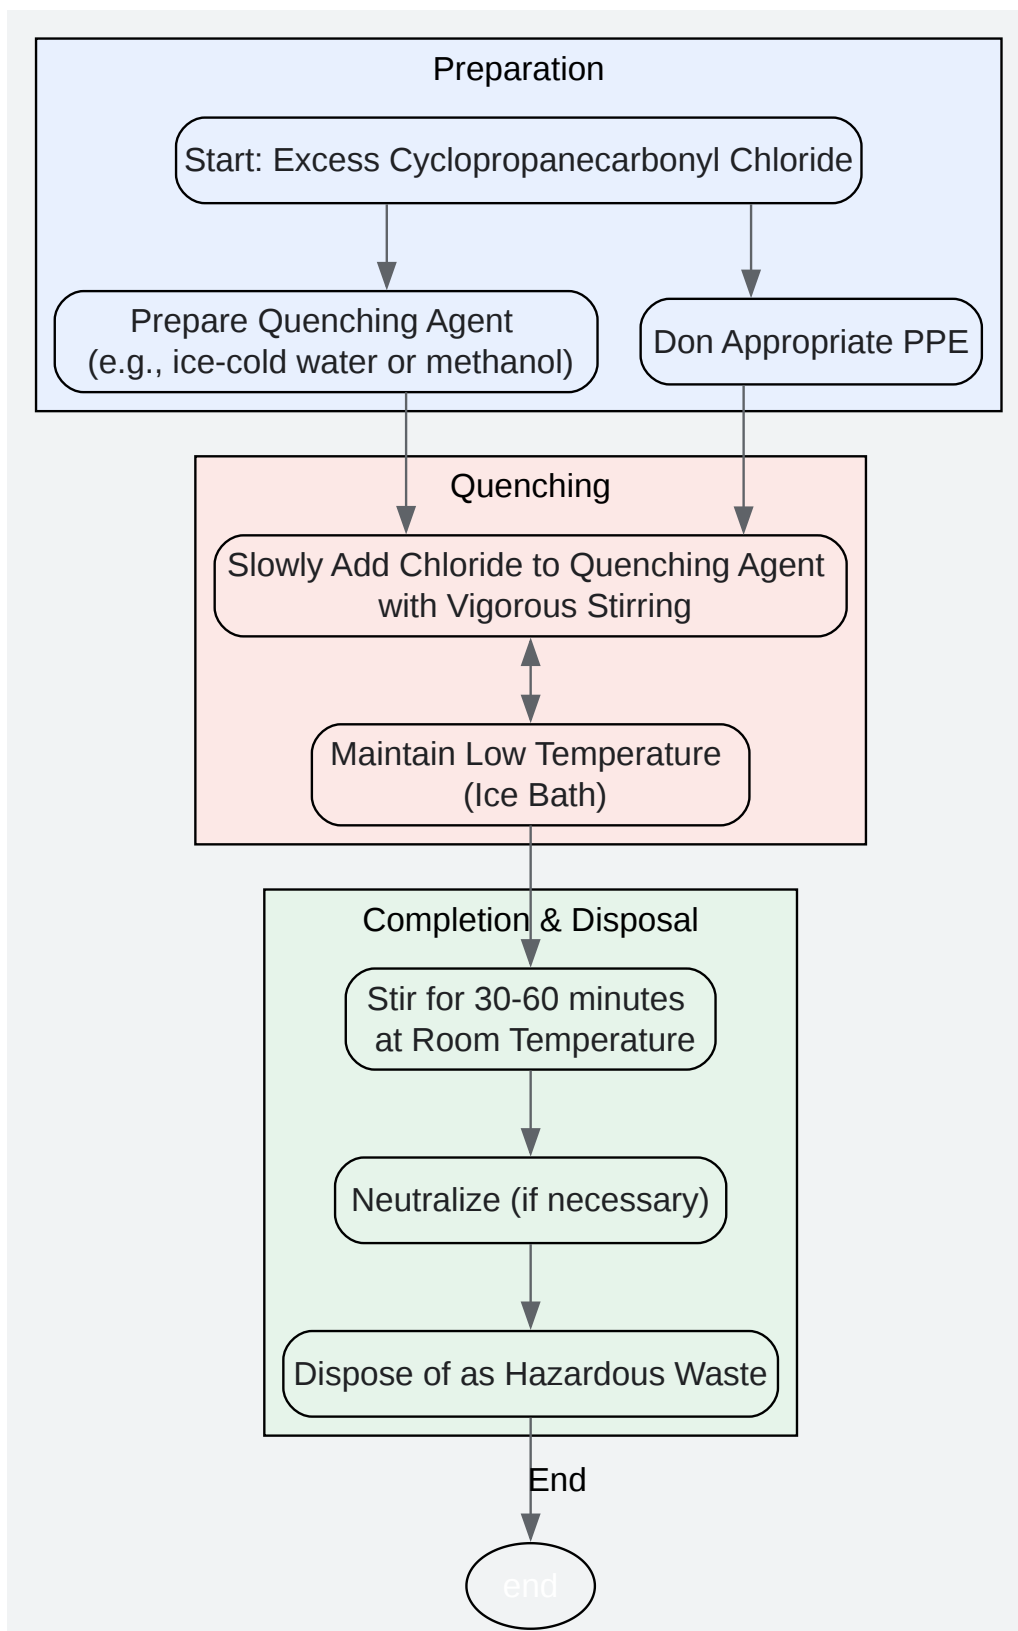 Preparation
Start: Excess Cyclopropanecarbonyl Chloride
Prepare Quenching Agent
(e.g., ice-cold water or methanol)
Don Appropriate PPE
Quenching
Slowly Add Chloride to Quenching Agent
with Vigorous Stirring
Maintain Low Temperature
(Ice Bath)
Completion & Disposal
Stir for 30-60 minutes
at Room Temperature
Neutralize (if necessary)
Dispose of as Hazardous Waste
End
end